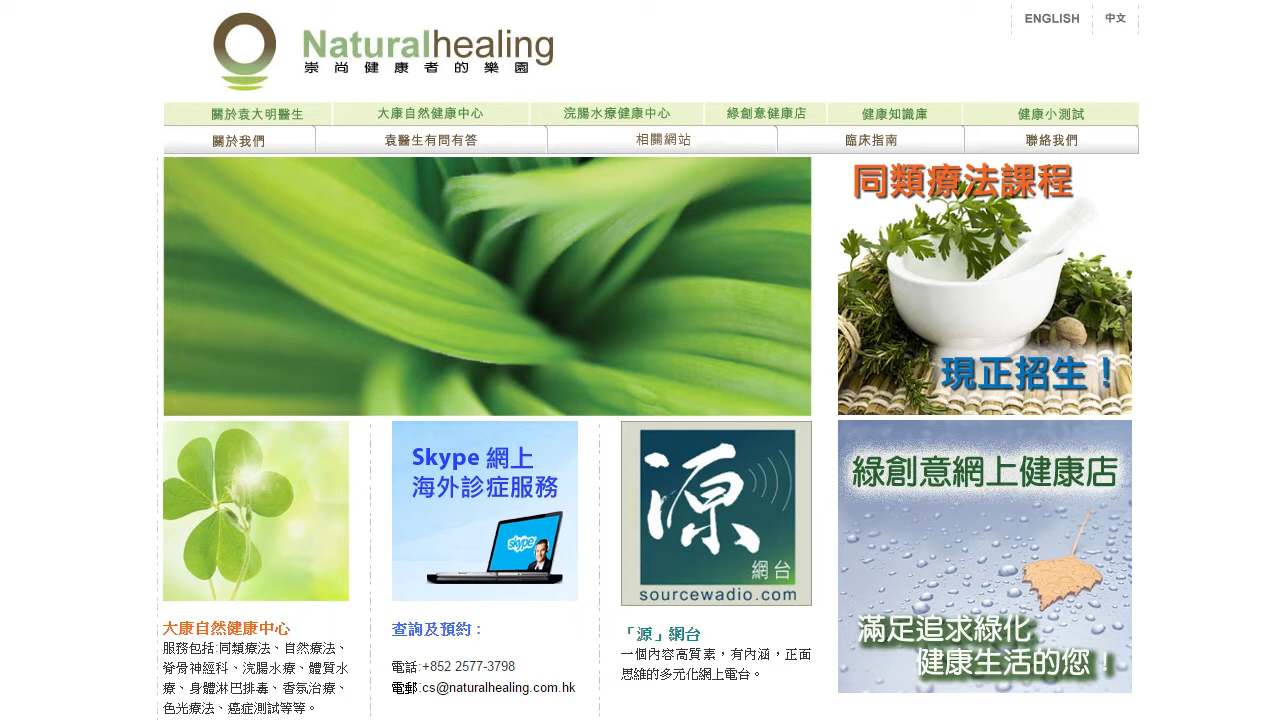 ENGLISH 中文
Naturalhealing
崇尚健康者的樂園
關於袁大明醫生 大康自然健康中心 浣腸水療健康中心 綠創意健康店 健康知識庫 健康小測試
關於我們 袁醫生有問有答 相關網站 臨床指南 聯絡我們
同類療法課程
現正招生！
Skype 網上
海外診症服務
skype
源
網台
sourcewadio.com
綠創意網上健康店
滿足追求綠化
健康生活的您！
大康自然健康中心
服務包括:同類療法、自然療法、
脊骨神經科、浣腸水療、體質水
療、身體淋巴排毒、香氛治療、
色光療法、癌症測試等等。
查詢及預約：
電話:+852 2577-3798
電郵:cs@naturalhealing.com.hk
「源」網台
一個內容高質素，有內涵，正面
思維的多元化網上電台。